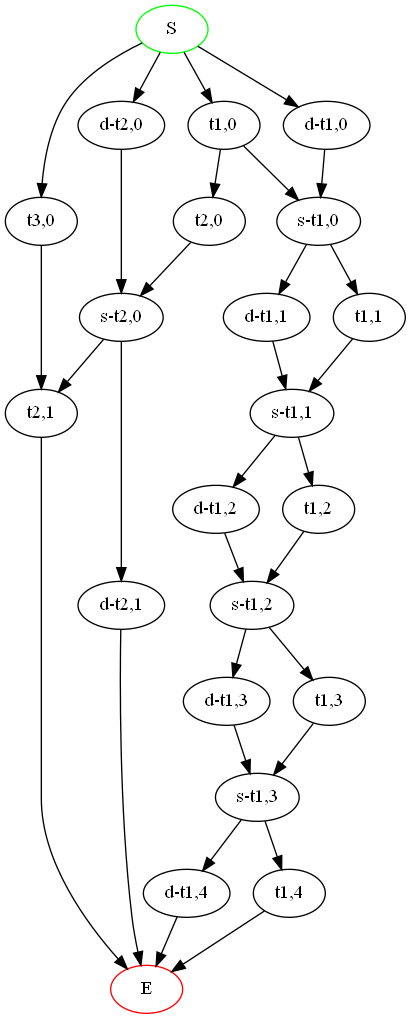 S
d-t2,0
t1,0
d-t1,0
t3,0
t2,0
s-t1,0
s-t2,0
d-t1,1
t1,1
t2,1
s-t1,1
d-t1,2
t1,2
d-t2,1
s-t1,2
d-t1,3
t1,3
s-t1,3
d-t1,4
t1,4
E